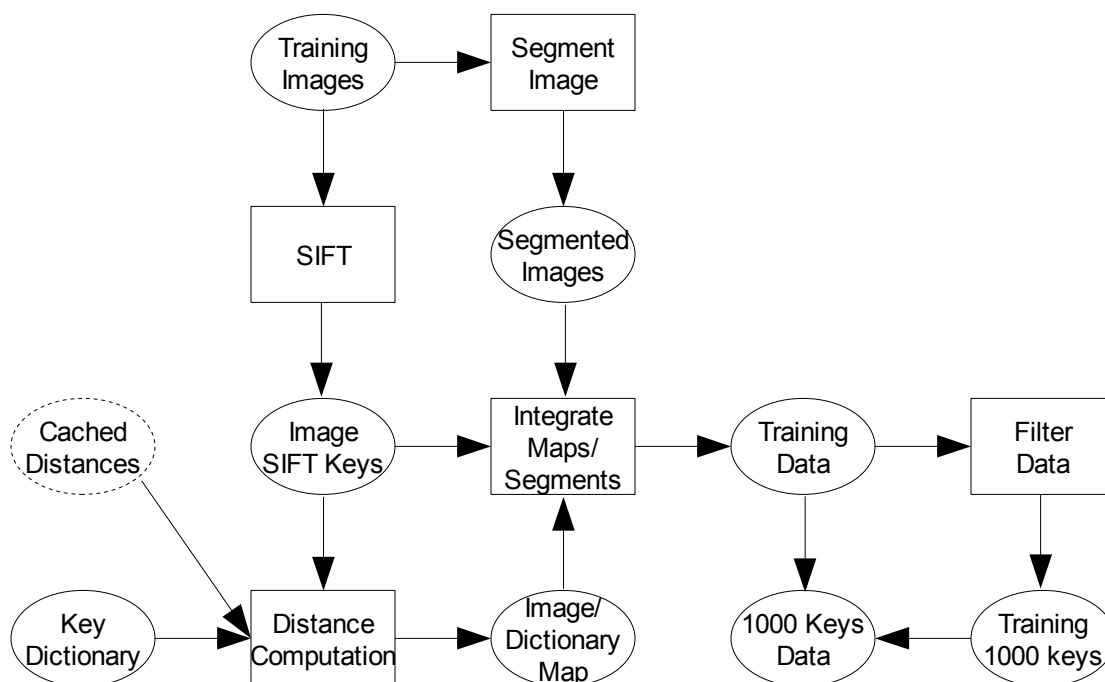 Training
Images
Segment
Image
SIFT
Segmented
Images
Cached
Distances
Image
SIFT Keys
Integrate
Maps/
Segments
Training
Data
Filter
Data
Key
Dictionary
Distance
Computation
Image/
Dictionary
Map
1000 Keys
Data
Training
1000 keys